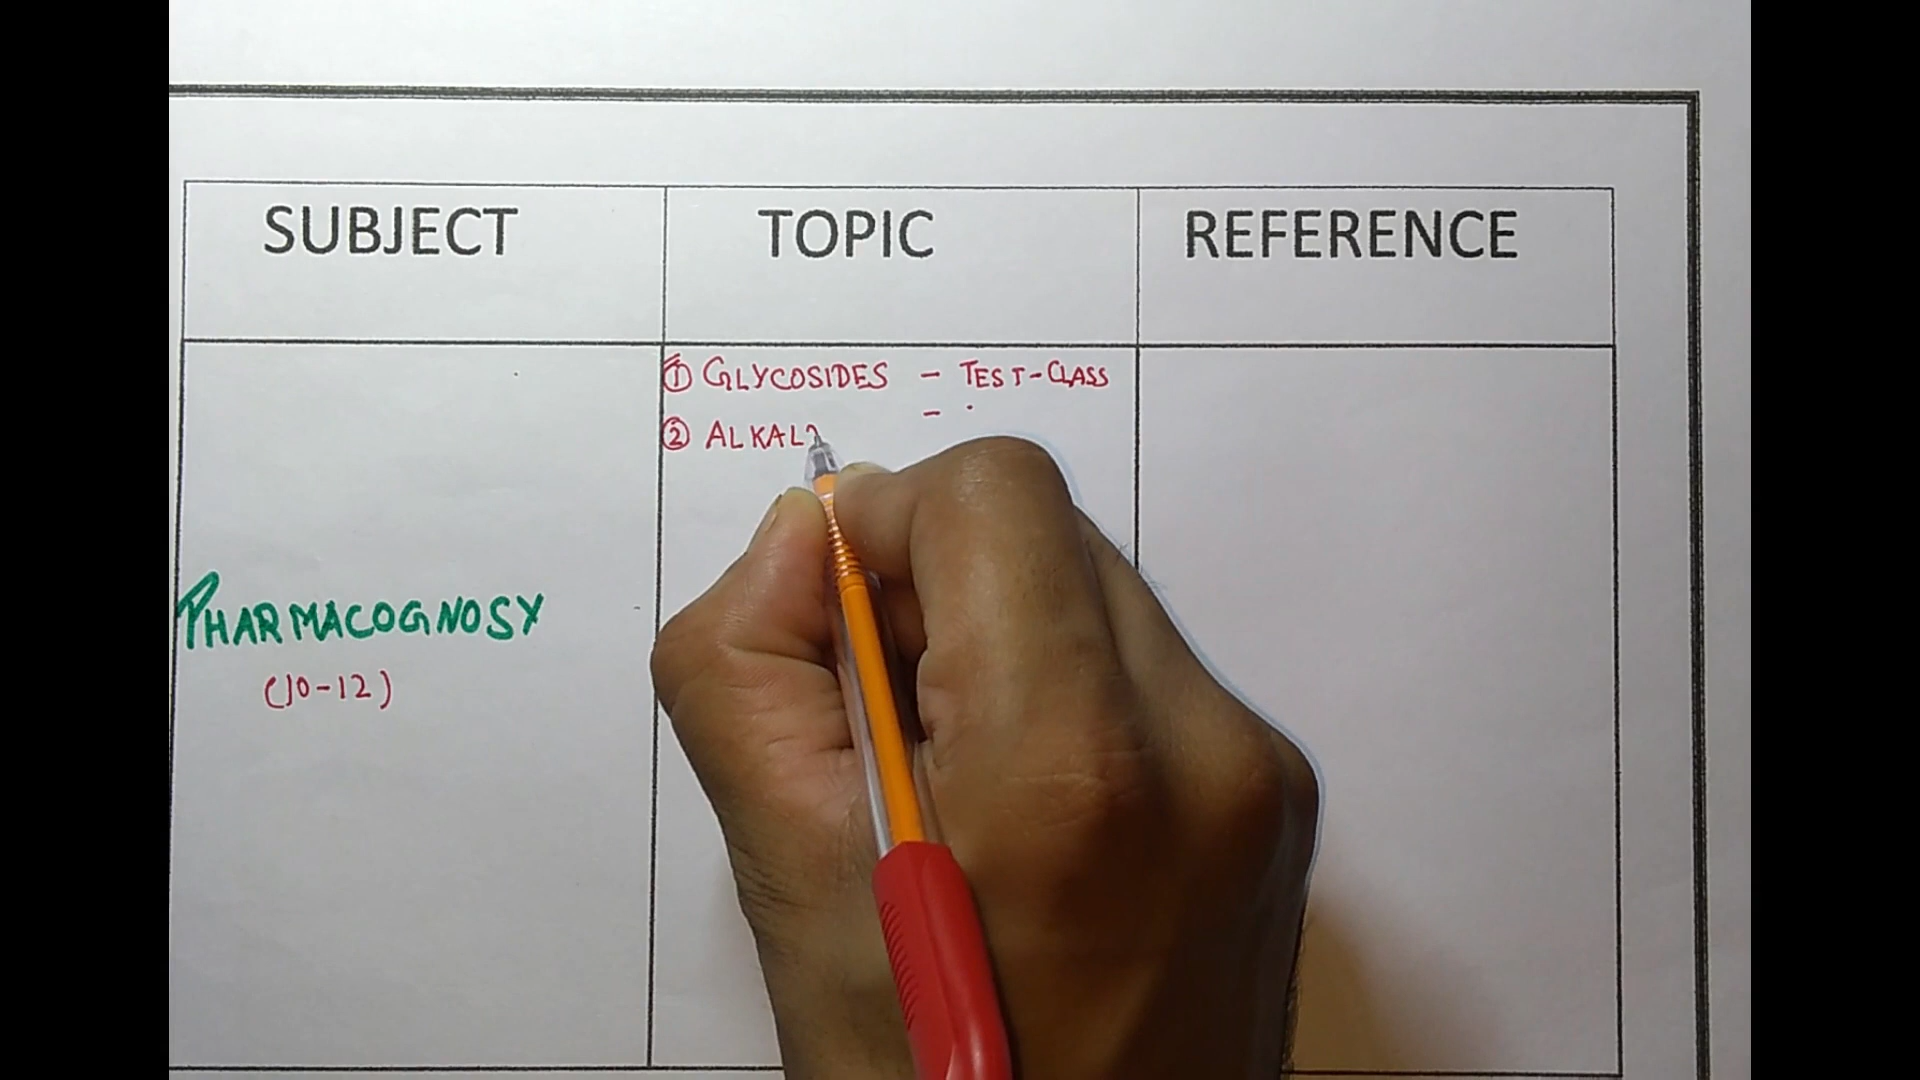 SUBJECT TOPIC REFERENCE
① GLYCOSIDES - TEST-CLASS
-
② ALKAL
PHARMACOGNOSY
(10-12)